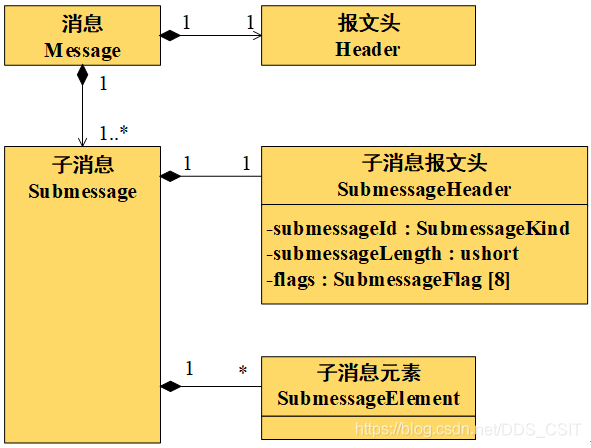 消息
Message
1
1
报文头
Header
1
1..*
子消息
Submessage
1
1
子消息报文头
SubmessageHeader
-submessageId : SubmessageKind
-submessageLength : ushort
-flags : SubmessageFlag [8]
1
*
子消息元素
SubmessageElement
https://blog.csdn.net/DDS_CSIT